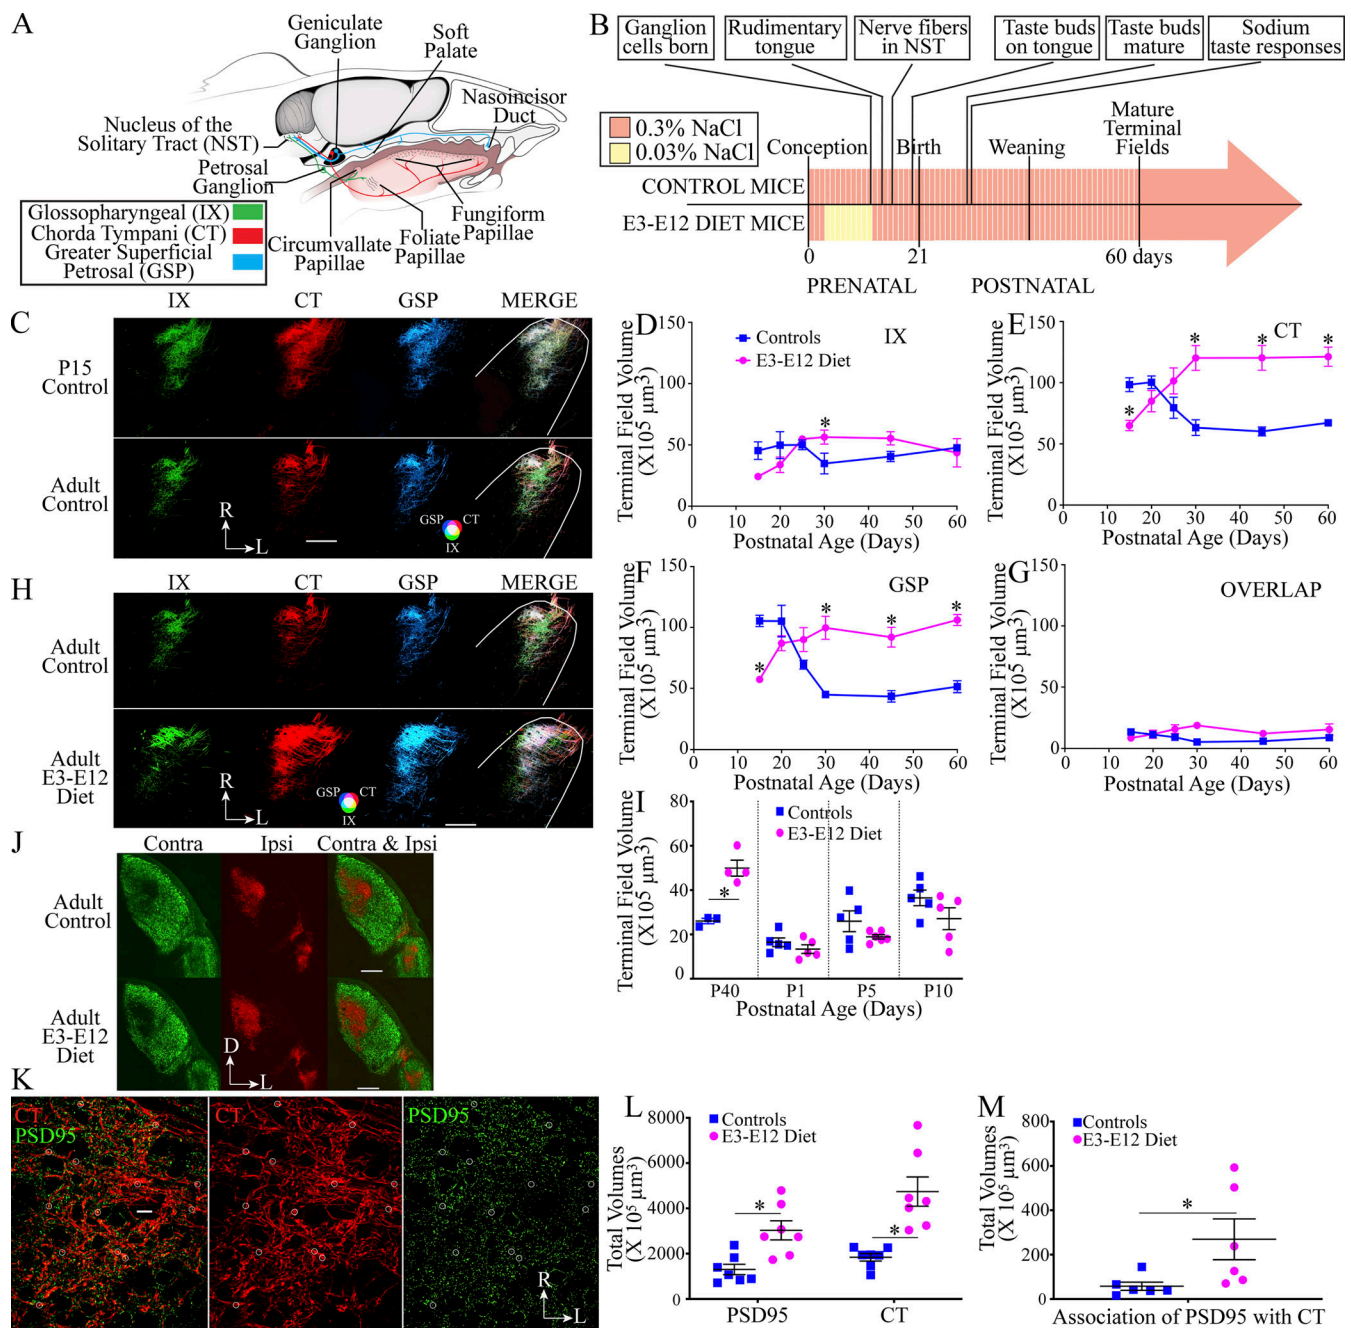 A
Geniculate
Ganglion
Soft
Palate
Nasoincisor
Duct
Nucleus of the
Solitary Tract (NST)
Petrosal
Ganglion
Glossopharyngeal (IX)
Chorda Tympani (CT)
Greater Superficial
Petrosal (GSP)
Circumvallate
Papillae
Foliate
Papillae
Fungiform
Papillae
B
Ganglion
cells born
Rudimentary
tongue
Nerve fibers
in NST
Taste buds
on tongue
Taste buds
mature
Sodium
taste responses
0.3% NaCl
0.03% NaCl
Conception
Birth
Weaning
Mature
Terminal
Fields
CONTROL MICE
E3-E12 DIET MICE
0
21
60 days
PRENATAL
POSTNATAL
C
IX
CT
GSP
MERGE
P15
Control
Adult
Control
R
L
GSP
CT
IX
D
Controls
E3-E12 Diet
IX
Terminal Field Volume
(X10⁵ µm³)
150
100
50
0
*
0 10 20 30 40 50 60
Postnatal Age (Days)
E
CT
Terminal Field Volume
(X10⁵ µm³)
150
100
50
0
* * * *
0 10 20 30 40 50 60
Postnatal Age (Days)
F
GSP
Terminal Field Volume
(X10⁵ µm³)
150
100
50
0
* * * *
0 10 20 30 40 50 60
Postnatal Age (Days)
G
OVERLAP
Terminal Field Volume
(X10⁵ µm³)
150
100
50
0
0 10 20 30 40 50 60
Postnatal Age (Days)
H
IX
CT
GSP
MERGE
Adult
Control
Adult
E3-E12
Diet
R
L
GSP
CT
IX
I
Controls
E3-E12 Diet
Terminal Field Volume
(X10⁵ µm³)
80
60
40
20
0
*
P40 P1 P5 P10
Postnatal Age (Days)
J
Contra
Ipsi
Contra & Ipsi
Adult
Control
Adult
E3-E12
Diet
D
L
K
CT
PSD95
CT
PSD95
R
L
L
Controls
E3-E12 Diet
Total Volumes
(X 10⁵ µm³)
8000
6000
4000
2000
0
* *
PSD95 CT
M
Controls
E3-E12 Diet
Total Volumes
(X 10⁵ µm³)
800
600
400
200
0
*
Association of PSD95 with CT